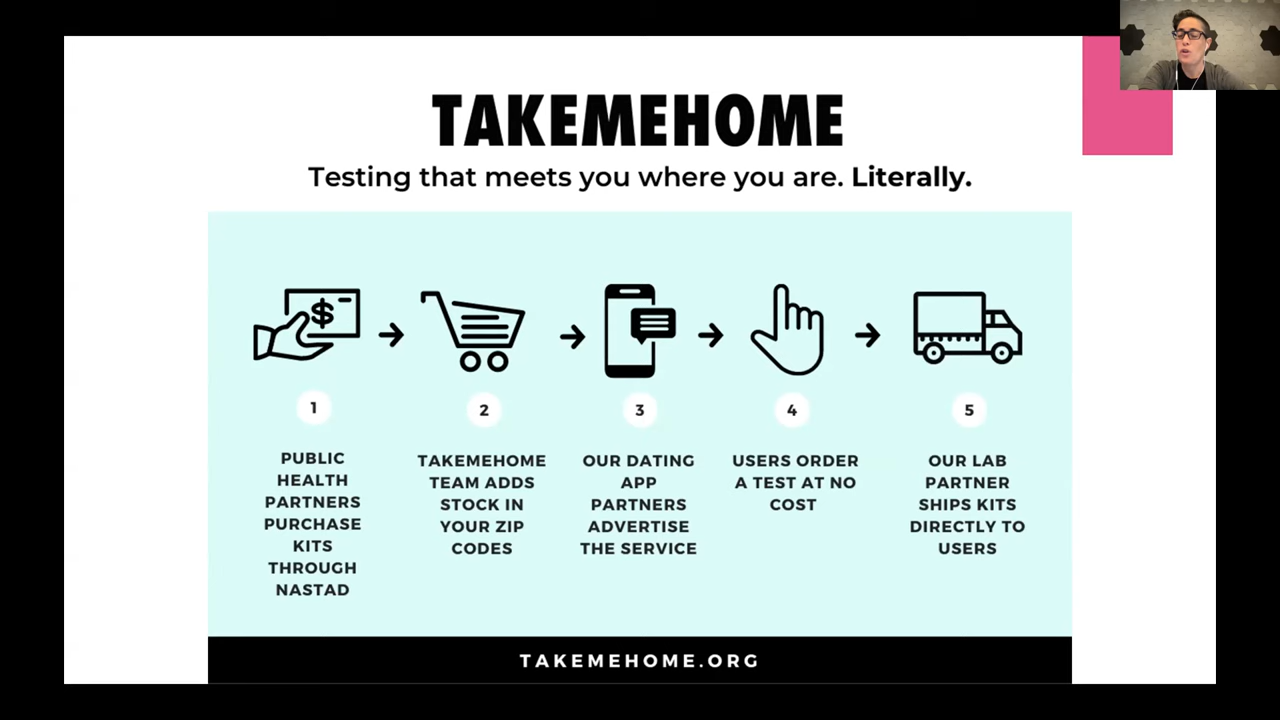 TAKEMEHOME
Testing that meets you where you are. Literally.
$
1
PUBLIC
HEALTH
PARTNERS
PURCHASE
KITS
THROUGH
NASTAD
2
TAKEMEHOME
TEAM ADDS
STOCK IN
YOUR ZIP
CODES
3
OUR DATING
APP
PARTNERS
ADVERTISE
THE SERVICE
4
USERS ORDER
A TEST AT NO
COST
5
OUR LAB
PARTNER
SHIPS KITS
DIRECTLY TO
USERS
TAKEMEHOME.ORG